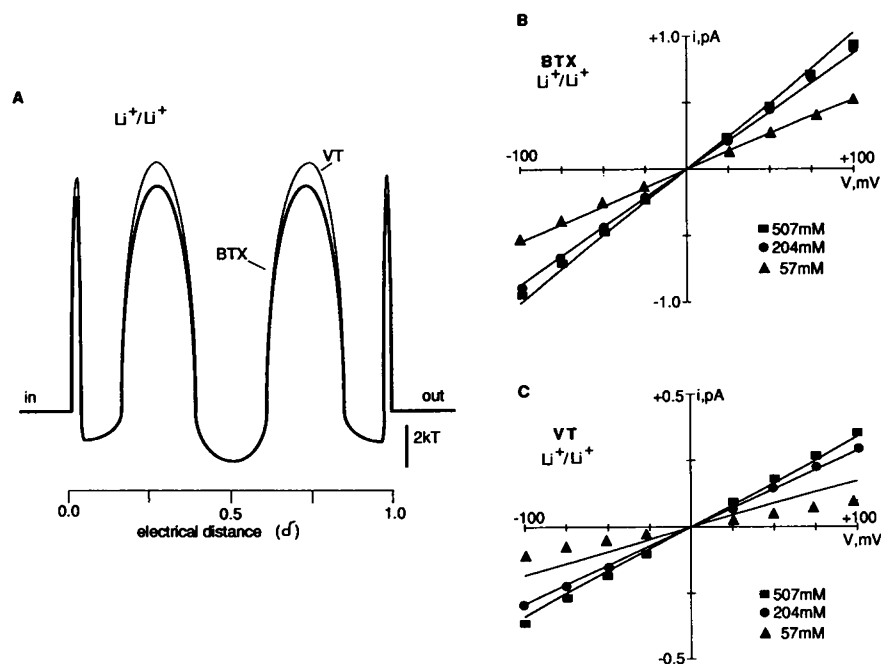 A
Li⁺/Li⁺
VT
BTX
in
out
2kT
0.0 0.5 1.0
electrical distance (d)
B
BTX
Li⁺/Li⁺
+1.0 i,pA
-100
+100
V,mV
■ 507mM
● 204mM
▲ 57mM
-1.0
C
VT
Li⁺/Li⁺
+0.5 i,pA
-100
+100
V,mV
■ 507mM
● 204mM
▲ 57mM
-0.5